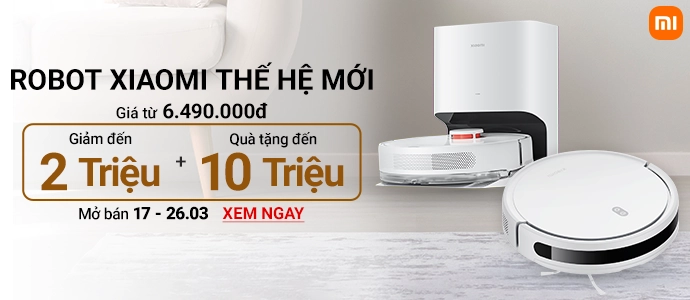 mi
ROBOT XIAOMI THẾ HỆ MỚI
Giá từ 6.490.000đ
Giảm đến
2 Triệu
+
Quà tặng đến
10 Triệu
Mở bán 17 - 26.03 XEM NGAY